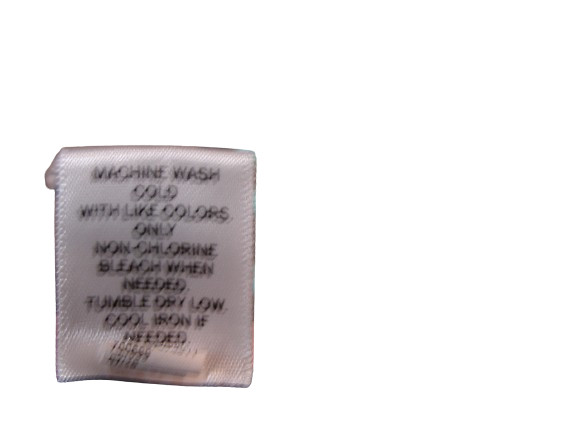 MACHINE WASH
COLD
WITH LIKE COLORS.
ONLY
NON-CHLORINE
BLEACH WHEN
NEEDED.
TUMBLE DRY LOW.
COOL IRON IF
NEEDED.